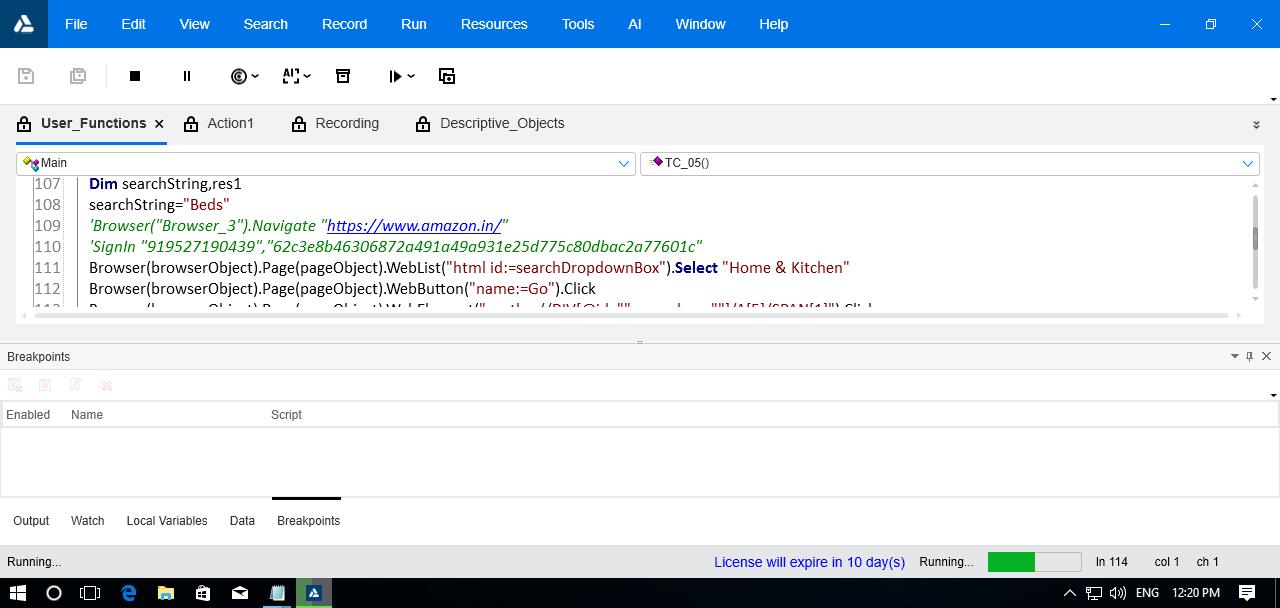 File Edit View Search Record Run Resources Tools AI Window Help
User_Functions Action1 Recording Descriptive_Objects
Main TC_05()
107 Dim searchString,res1
108 searchString="Beds"
109 'Browser("Browser_3").Navigate "https://www.amazon.in/"
110 'SignIn "919527190439","62c3e8b46306872a491a49a931e25d775c80dbac2a77601c"
111 Browser(browserObject).Page(pageObject).WebList("html id:=searchDropdownBox").Select "Home & Kitchen"
112 Browser(browserObject).Page(pageObject).WebButton("name:=Go").Click
Breakpoints
Enabled Name Script
Output Watch Local Variables Data Breakpoints
Running... License will expire in 10 day(s) Running... ln 114 col 1 ch 1
ENG 12:20 PM